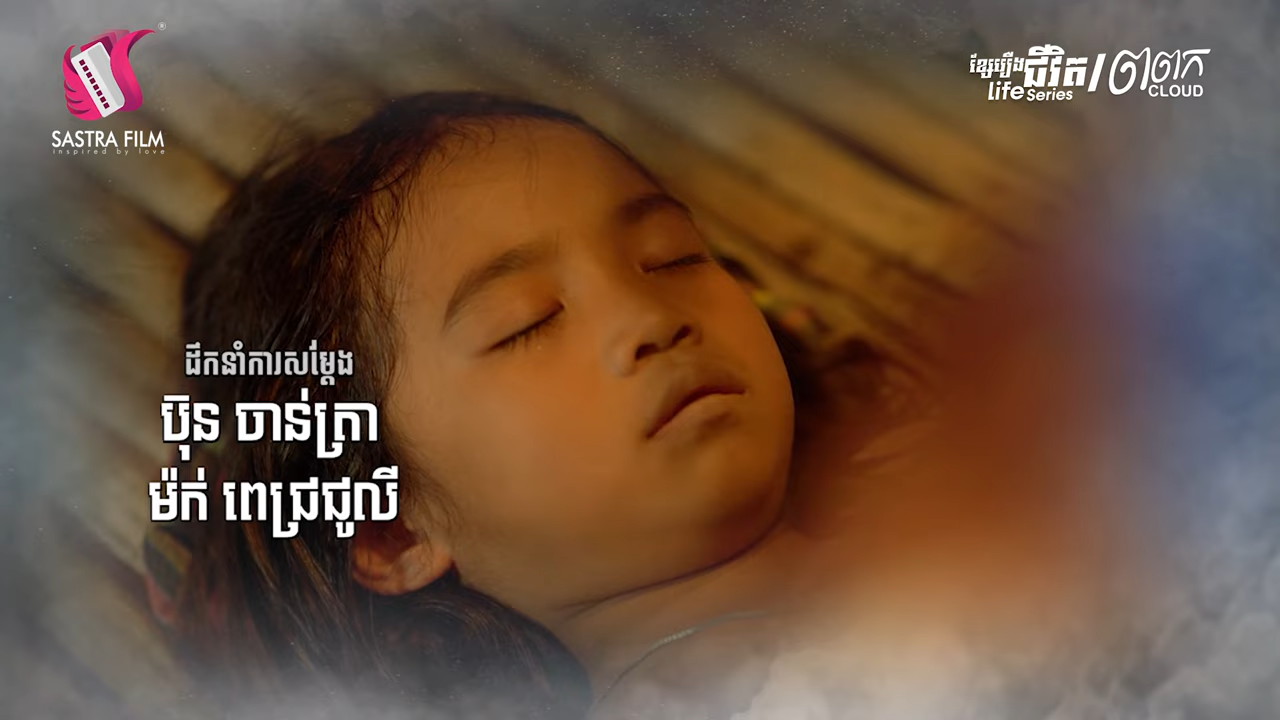 SASTRA FILM
inspired by love
ខ្សែរឿងជីវិត / ពពក
life Series CLOUD
ដឹកនាំការសម្ដែង
ប៊ុន ចាន់ត្រា
ម៉ក់ ពេជ្រជូលី